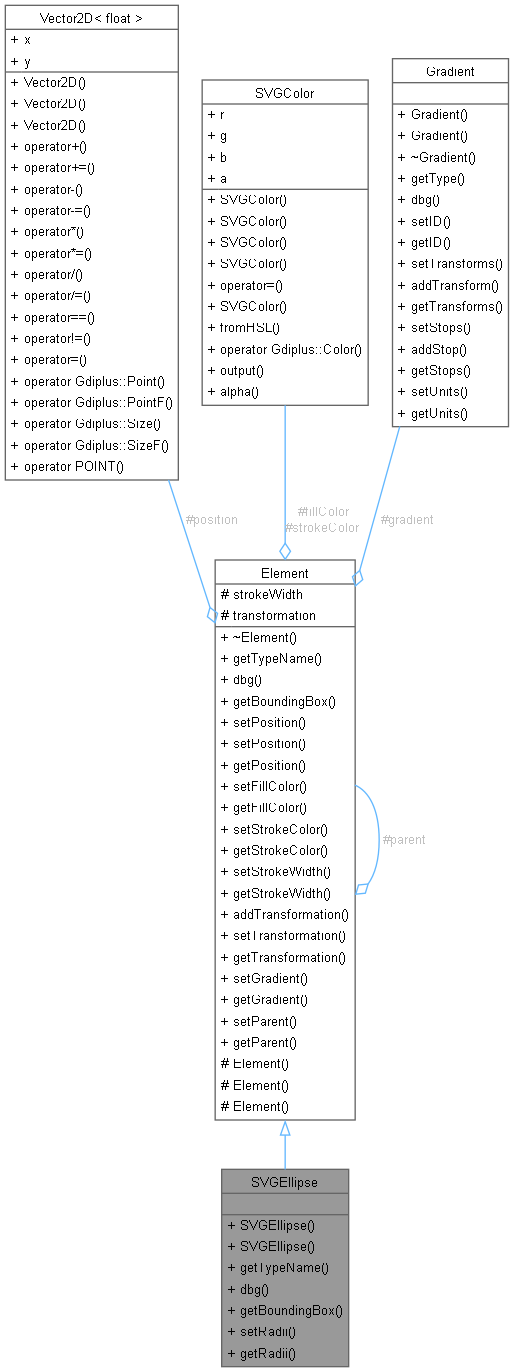 Vector2D< float >
+ x
+ y
+ Vector2D()
+ Vector2D()
+ Vector2D()
+ operator+()
+ operator+=()
+ operator-()
+ operator-=()
+ operator*()
+ operator*=()
+ operator/()
+ operator/=()
+ operator==()
+ operator!=()
+ operator=()
+ operator Gdiplus::Point()
+ operator Gdiplus::PointF()
+ operator Gdiplus::Size()
+ operator Gdiplus::SizeF()
+ operator POINT()
SVGColor
+ r
+ g
+ b
+ a
+ SVGColor()
+ SVGColor()
+ SVGColor()
+ SVGColor()
+ operator=()
+ SVGColor()
+ fromHSL()
+ operator Gdiplus::Color()
+ output()
+ alpha()
Gradient
+ Gradient()
+ Gradient()
+ ~Gradient()
+ getType()
+ dbg()
+ setID()
+ getID()
+ setTransforms()
+ addTransform()
+ getTransforms()
+ setStops()
+ addStop()
+ getStops()
+ setUnits()
+ getUnits()
#position
#fillColor
#strokeColor
#gradient
Element
# strokeWidth
# transformation
+ ~Element()
+ getTypeName()
+ dbg()
+ getBoundingBox()
+ setPosition()
+ setPosition()
+ getPosition()
+ setFillColor()
+ getFillColor()
+ setStrokeColor()
+ getStrokeColor()
+ setStrokeWidth()
+ getStrokeWidth()
+ addTransformation()
+ setTransformation()
+ getTransformation()
+ setGradient()
+ getGradient()
+ setParent()
+ getParent()
# Element()
# Element()
# Element()
#parent
SVGEllipse
+ SVGEllipse()
+ SVGEllipse()
+ getTypeName()
+ dbg()
+ getBoundingBox()
+ setRadii()
+ getRadii()